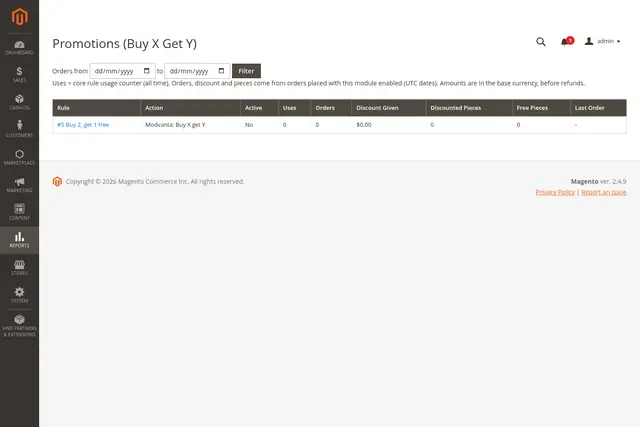 Promotions (Buy X Get Y)
1
admin
Orders from dd/mm/yyyy to dd/mm/yyyy Filter
Uses = core rule usage counter (all time). Orders, discount and pieces come from orders placed with this module enabled (UTC dates). Amounts are in the base currency, before refunds.
Rule Action Active Uses Orders Discount Given Discounted Pieces Free Pieces Last Order
#5 Buy 2, get 1 free Modvanta: Buy X get Y No 0 0 $0.00 0 0 -
Copyright © 2026 Magento Commerce Inc. All rights reserved.
Magento ver. 2.4.9
Privacy Policy | Report an Issue
DASHBOARD
SALES
CATALOG
CUSTOMERS
MARKETPLACE
MARKETING
CONTENT
REPORTS
STORES
SYSTEM
FIND PARTNERS
& EXTENSIONS